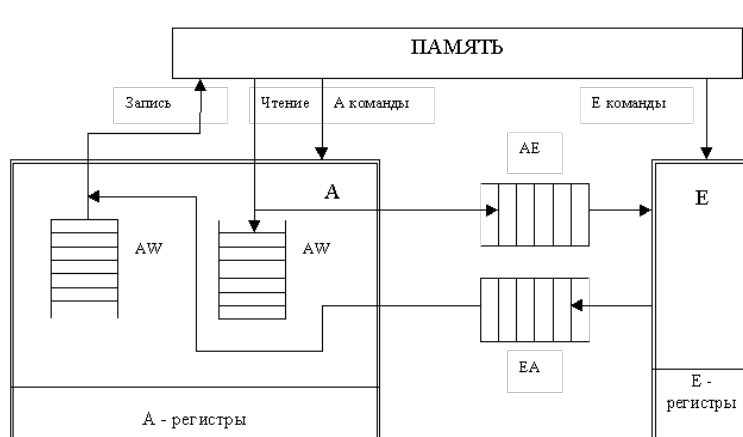 ПАМЯТЬ
Запись
Чтение
А команды
Е команды
АЕ
А
Е
AW
AW
ЕА
Е -
регистры
А - регистры